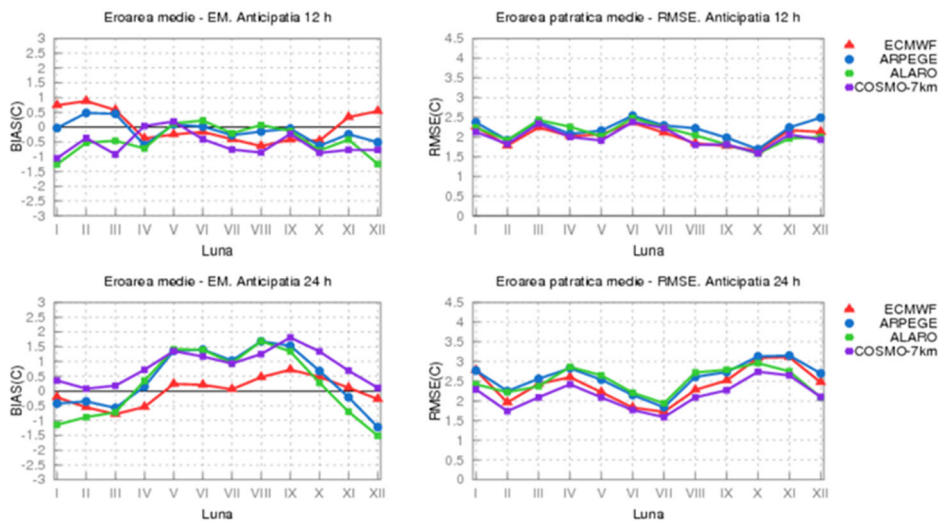 Eroarea medie - EM. Anticipatia 12 h
3
2.5
2
1.5
1
0.5
0
-0.5
-1
-1.5
-2
-2.5
-3
BIAS(C)
I II III IV V VI VII VIII IX X XI XII
Luna
Eroarea patratica medie - RMSE. Anticipatia 12 h
4.5
4
3.5
3
2.5
2
1.5
1
0.5
0
RMSE(C)
I II III IV V VI VII VIII IX X XI XII
Luna
ECMWF
ARPEGE
ALARO
COSMO-7km
Eroarea medie - EM. Anticipatia 24 h
3
2.5
2
1.5
1
0.5
0
-0.5
-1
-1.5
-2
-2.5
-3
BIAS(C)
I II III IV V VI VII VIII IX X XI XII
Luna
Eroarea patratica medie - RMSE. Anticipatia 24 h
4.5
4
3.5
3
2.5
2
1.5
1
0.5
0
RMSE(C)
I II III IV V VI VII VIII IX X XI XII
Luna
ECMWF
ARPEGE
ALARO
COSMO-7km